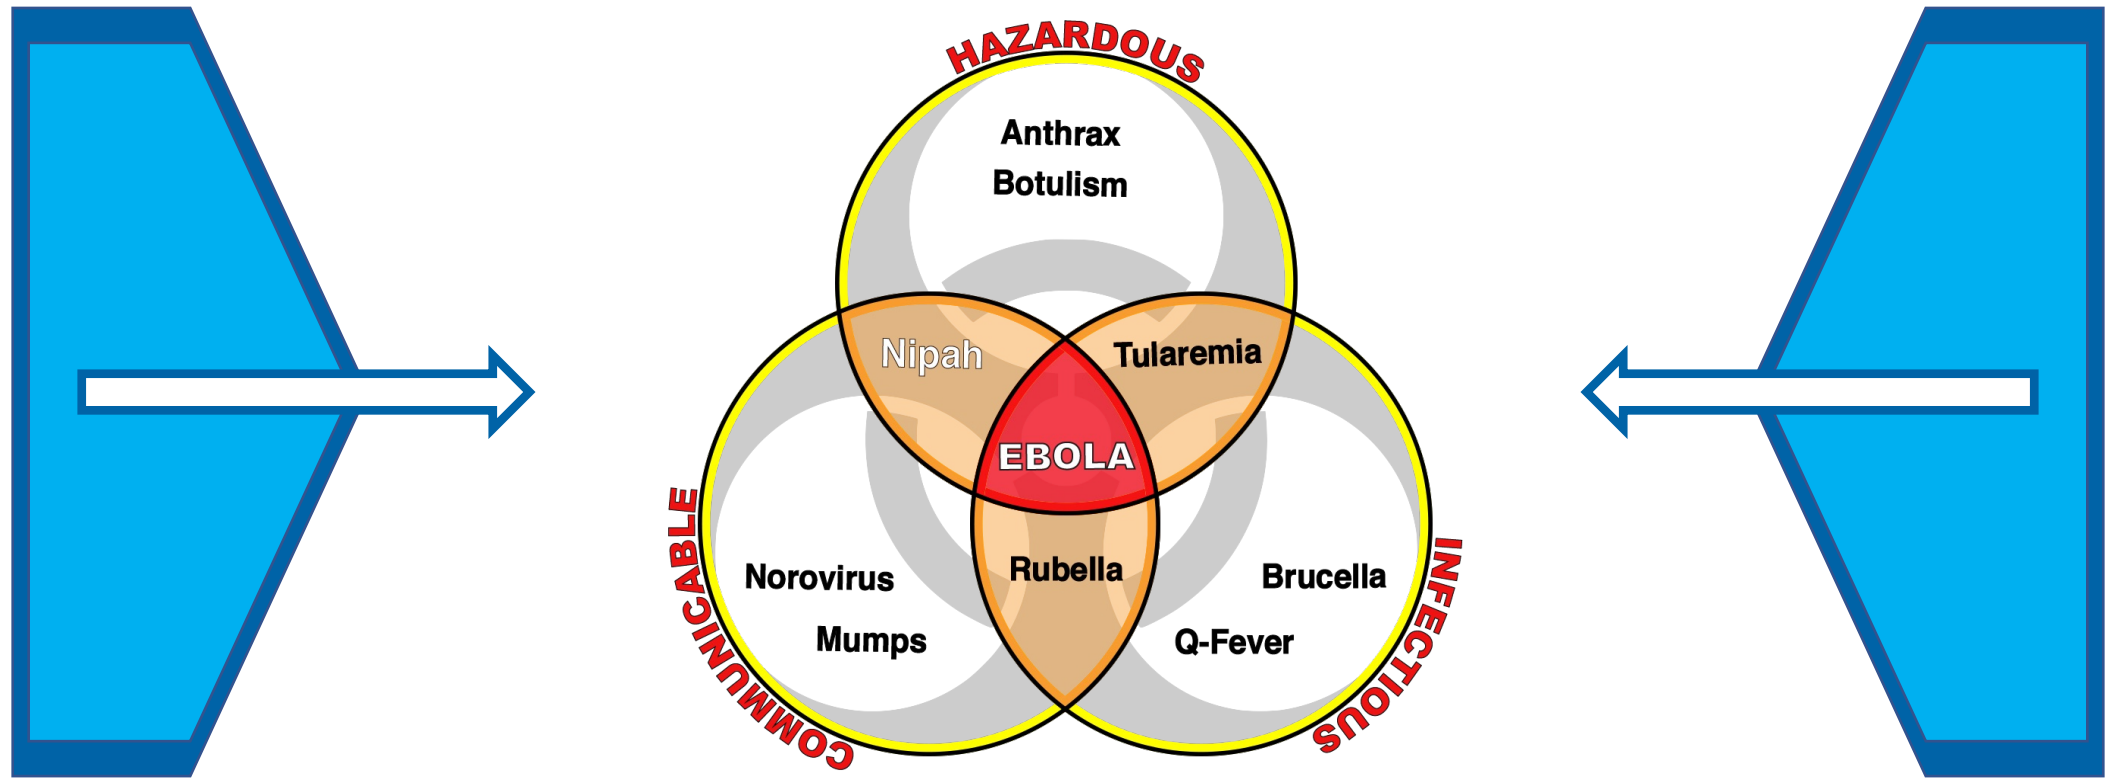 HAZARDOUS
Anthrax
Botulism
Nipah
Tularemia
EBOLA
COMMUNICABLE
Norovirus
Mumps
Rubella
Brucella
Q-Fever
INFECTIOUS